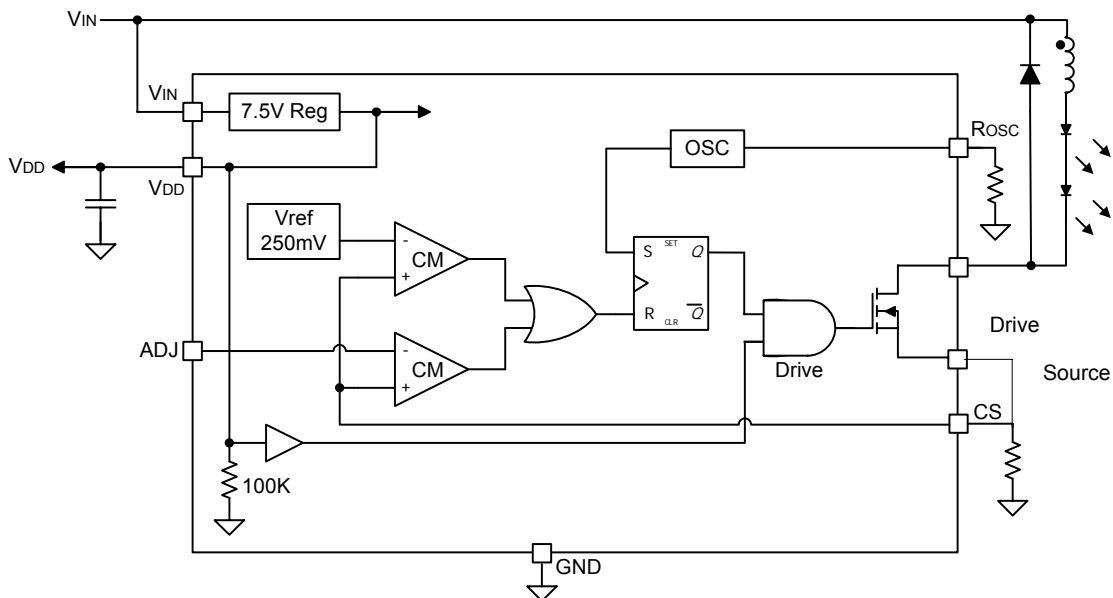 VIN
VIN
7.5V Reg
ROSC
OSC
VDD
VDD
Vref
250mV
-
CM
+
S
SET
Q
R
CLR
Q
ADJ
-
CM
+
Drive
Drive
Source
CS
100K
GND